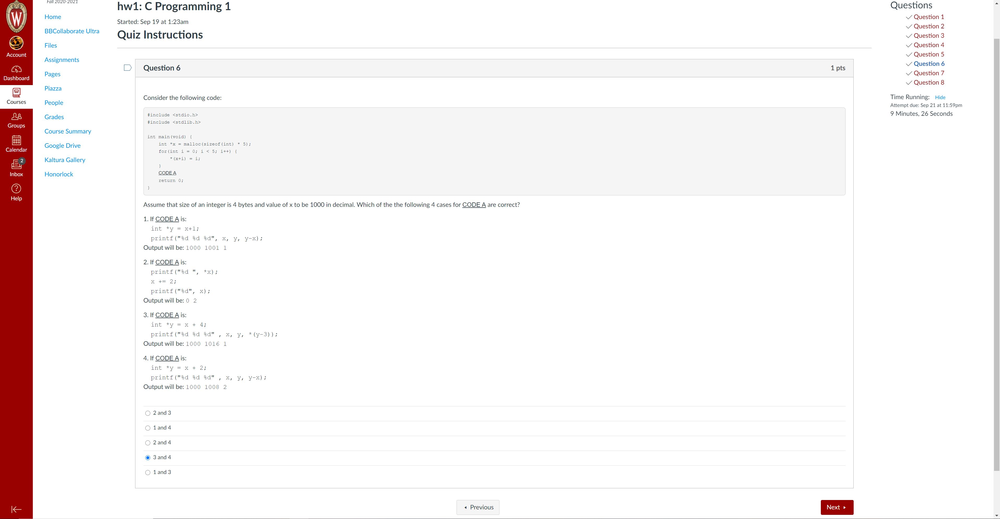 W
Account
Dashboard
Courses
Groups
Calendar
2
Inbox
?
Help
Fall 2020-2021
Home
BBCollaborate Ultra
Files
Assignments
Pages
Piazza
People
Grades
Course Summary
Google Drive
Kaltura Gallery
Honorlock
hw1: C Programming 1
Started: Sep 19 at 1:23am
Quiz Instructions
Question 6 1 pts
Consider the following code:
#include <stdio.h>
#include <stdlib.h>
int main(void) {
    int *x = malloc(sizeof(int) * 5);
    for(int i = 0; i < 5; i++) {
        *(x+i) = i;
    }
    CODE A
    return 0;
}
Assume that size of an integer is 4 bytes and value of x to be 1000 in decimal. Which of the the following 4 cases for CODE A are correct?
1. If CODE A is:
int *y = x+1;
printf("%d %d %d", x, y, y-x);
Output will be: 1000 1001 1
2. If CODE A is:
printf("%d ", *x);
x += 2;
printf("%d", x);
Output will be: 0 2
3. If CODE A is:
int *y = x + 4;
printf("%d %d %d" , x, y, *(y-3));
Output will be: 1000 1016 1
4. If CODE A is:
int *y = x + 2;
printf("%d %d %d" , x, y, y-x);
Output will be: 1000 1008 2
2 and 3
1 and 4
2 and 4
3 and 4
1 and 3
Previous
Next
Questions
Question 1
Question 2
Question 3
Question 4
Question 5
Question 6
Question 7
Question 8
Time Running: Hide
Attempt due: Sep 21 at 11:59pm
9 Minutes, 26 Seconds